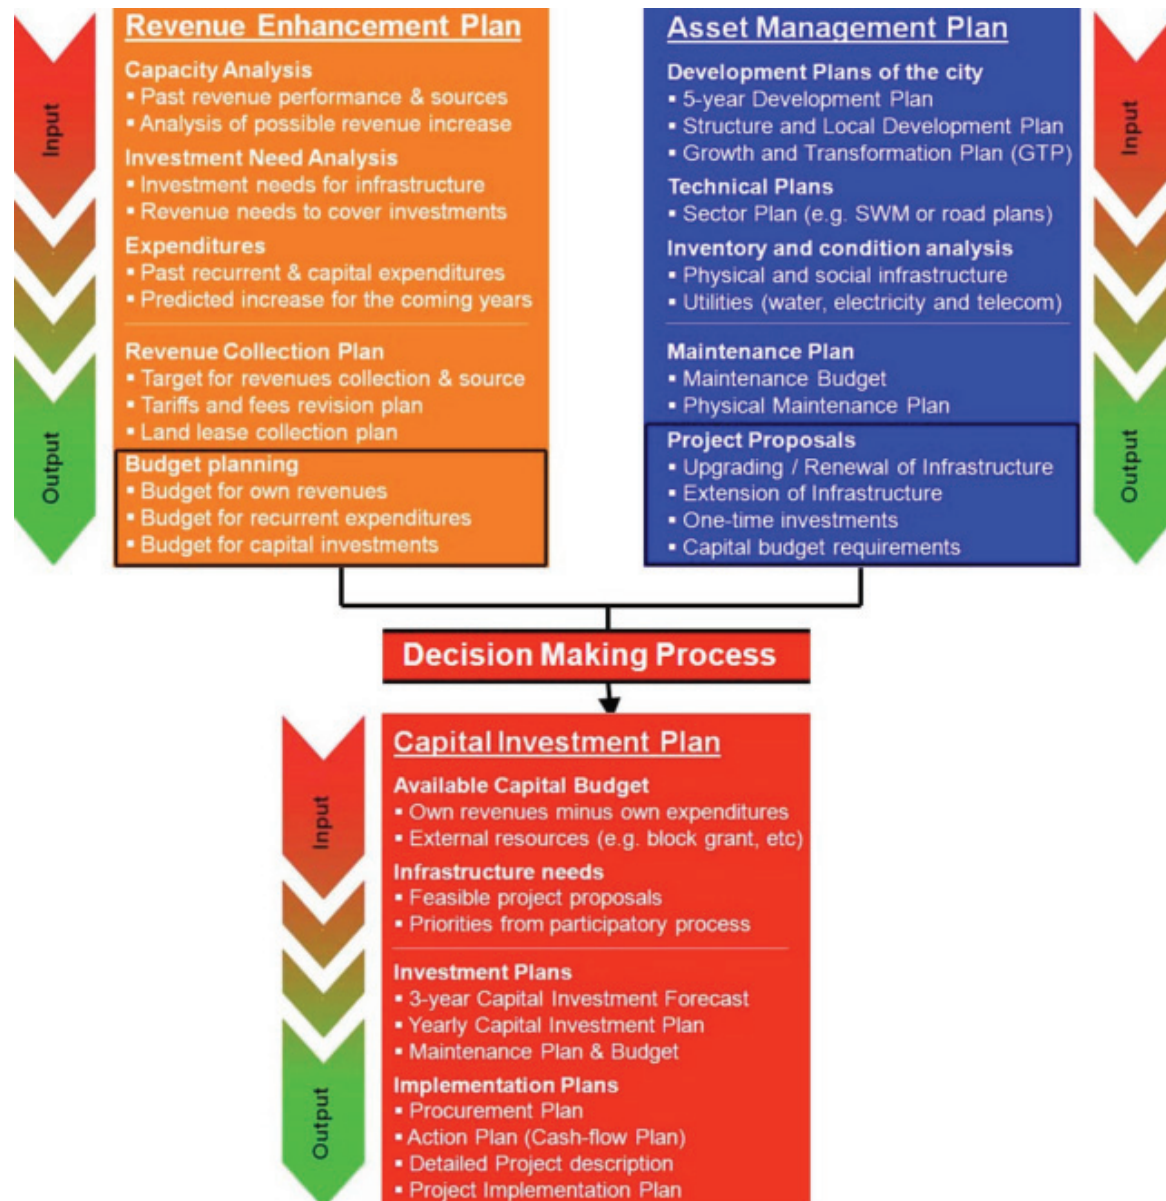 Revenue Enhancement Plan
Capacity Analysis
▪ Past revenue performance & sources
▪ Analysis of possible revenue increase
Investment Need Analysis
▪ Investment needs for infrastructure
▪ Revenue needs to cover investments
Expenditures
▪ Past recurrent & capital expenditures
▪ Predicted increase for the coming years
Revenue Collection Plan
▪ Target for revenues collection & source
▪ Tariffs and fees revision plan
▪ Land lease collection plan
Budget planning
▪ Budget for own revenues
▪ Budget for recurrent expenditures
▪ Budget for capital investments
Input
Output
Asset Management Plan
Development Plans of the city
▪ 5-year Development Plan
▪ Structure and Local Development Plan
▪ Growth and Transformation Plan (GTP)
Technical Plans
▪ Sector Plan (e.g. SWM or road plans)
Inventory and condition analysis
▪ Physical and social infrastructure
▪ Utilities (water, electricity and telecom)
Maintenance Plan
▪ Maintenance Budget
▪ Physical Maintenance Plan
Project Proposals
▪ Upgrading / Renewal of Infrastructure
▪ Extension of Infrastructure
▪ One-time investments
▪ Capital budget requirements
Input
Output
Decision Making Process
Capital Investment Plan
Available Capital Budget
▪ Own revenues minus own expenditures
▪ External resources (e.g. block grant, etc)
Infrastructure needs
▪ Feasible project proposals
▪ Priorities from participatory process
Investment Plans
▪ 3-year Capital Investment Forecast
▪ Yearly Capital Investment Plan
▪ Maintenance Plan & Budget
Implementation Plans
▪ Procurement Plan
▪ Action Plan (Cash-flow Plan)
▪ Detailed Project description
▪ Project Implementation Plan
Input
Output